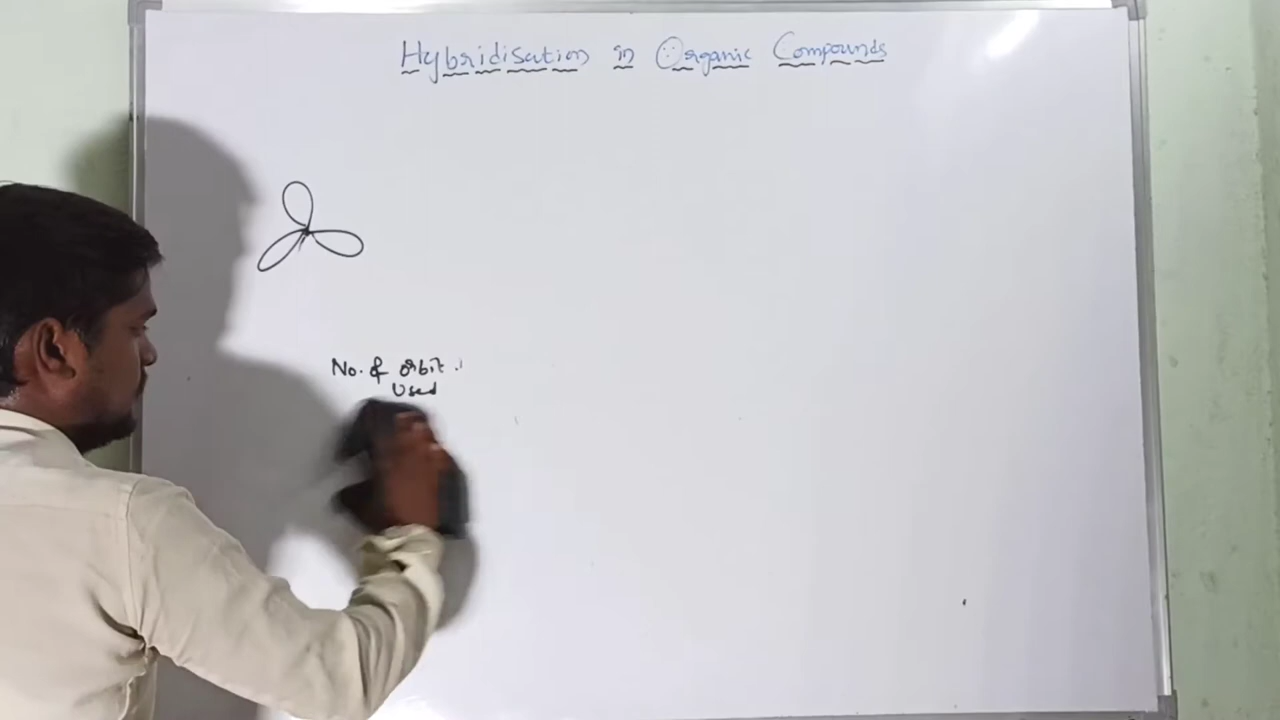 Hybridisation in Organic Compounds
No. of orbit
Used